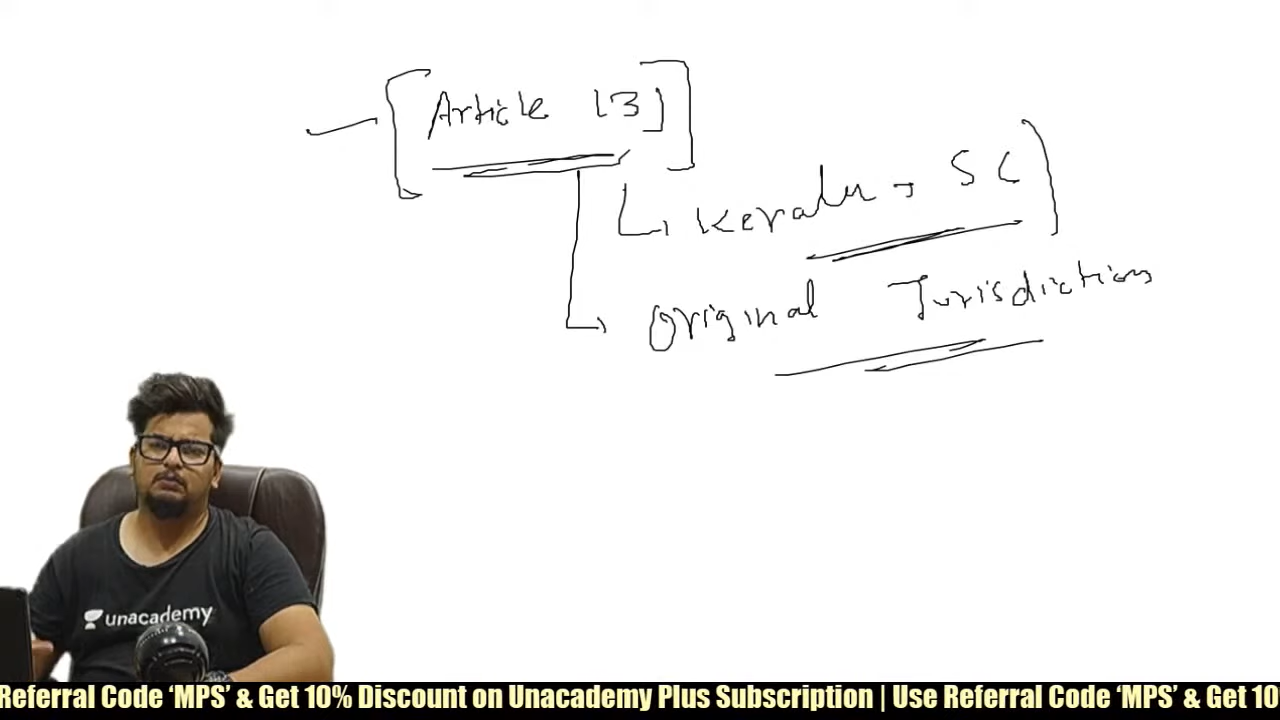 Article 131
Kerala → SC
Original Jurisdiction
unacademy
Referral Code ‘MPS’ & Get 10% Discount on Unacademy Plus Subscription | Use Referral Code ‘MPS’ & Get 10